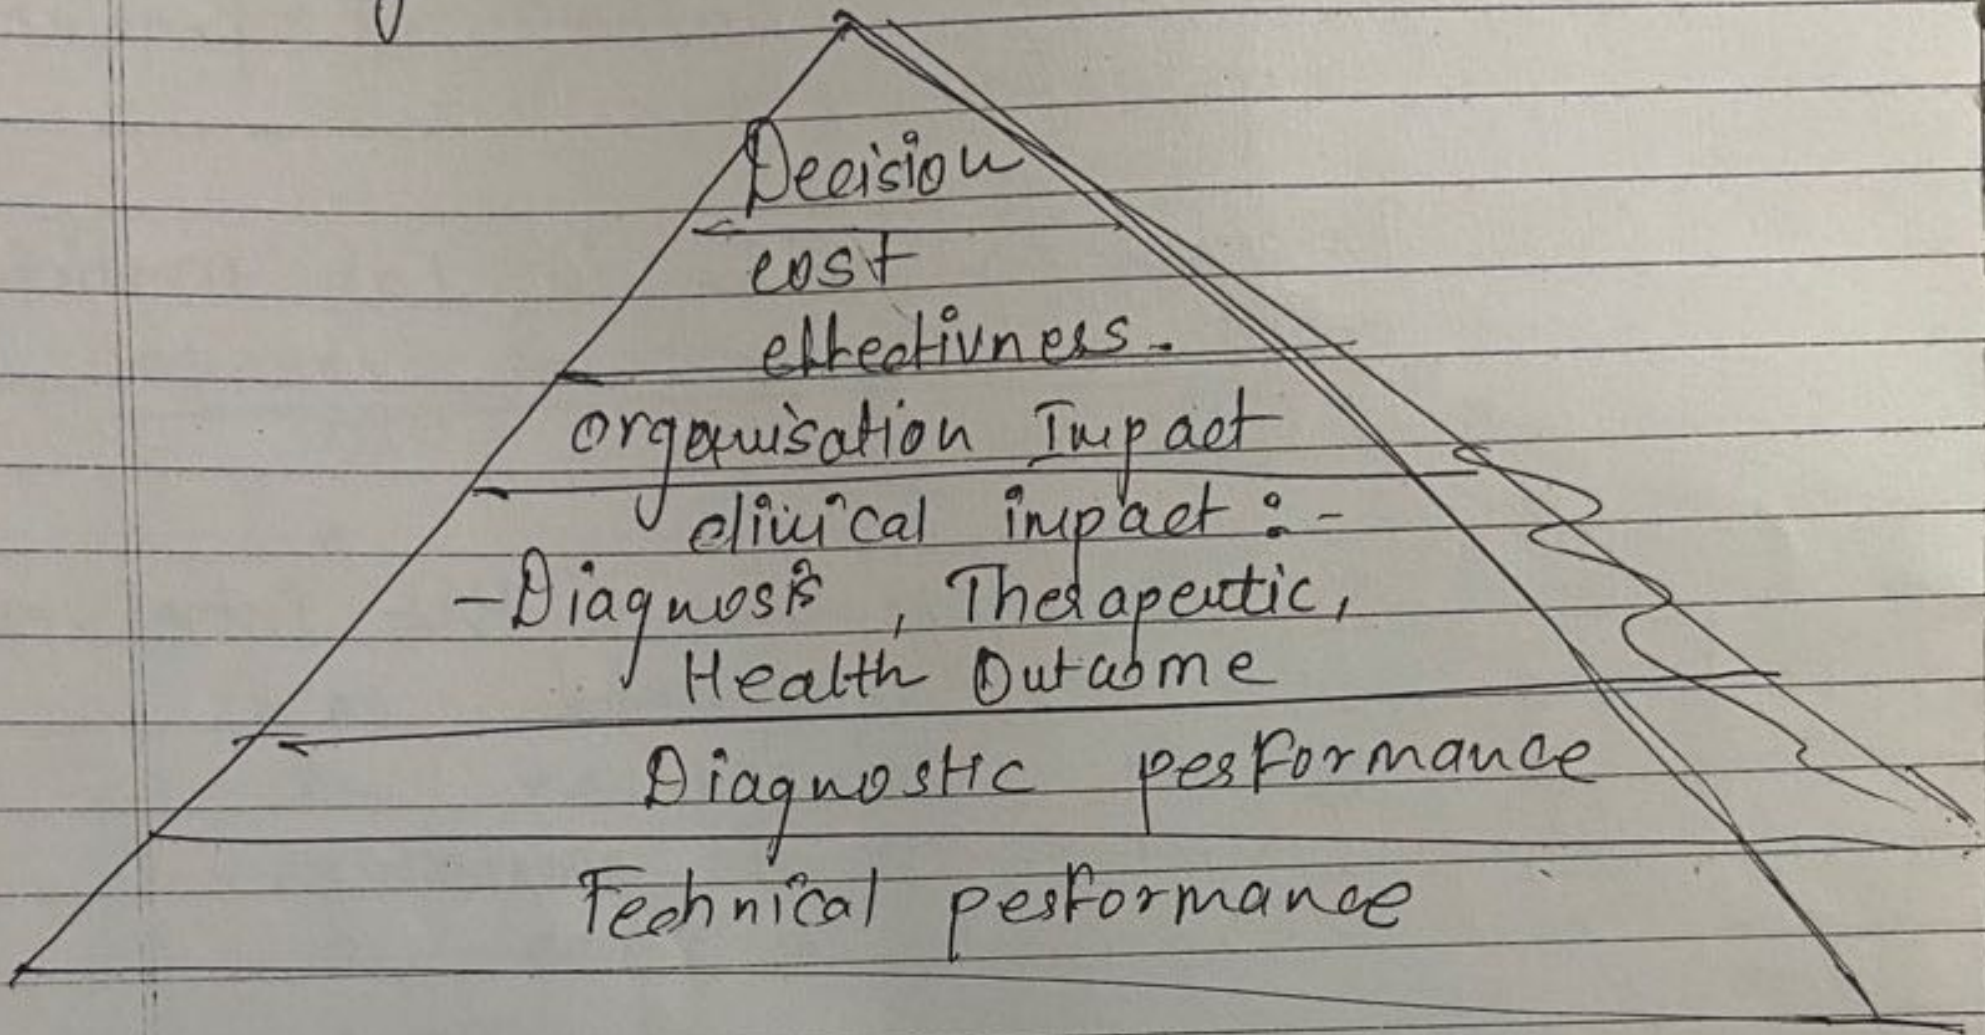 Decision
cost
effectivness.
Organisation Impact
clinical impact :-
- Diagnosis, Therapeutic,
Health Outcome
Diagnostic performance
Technical performance